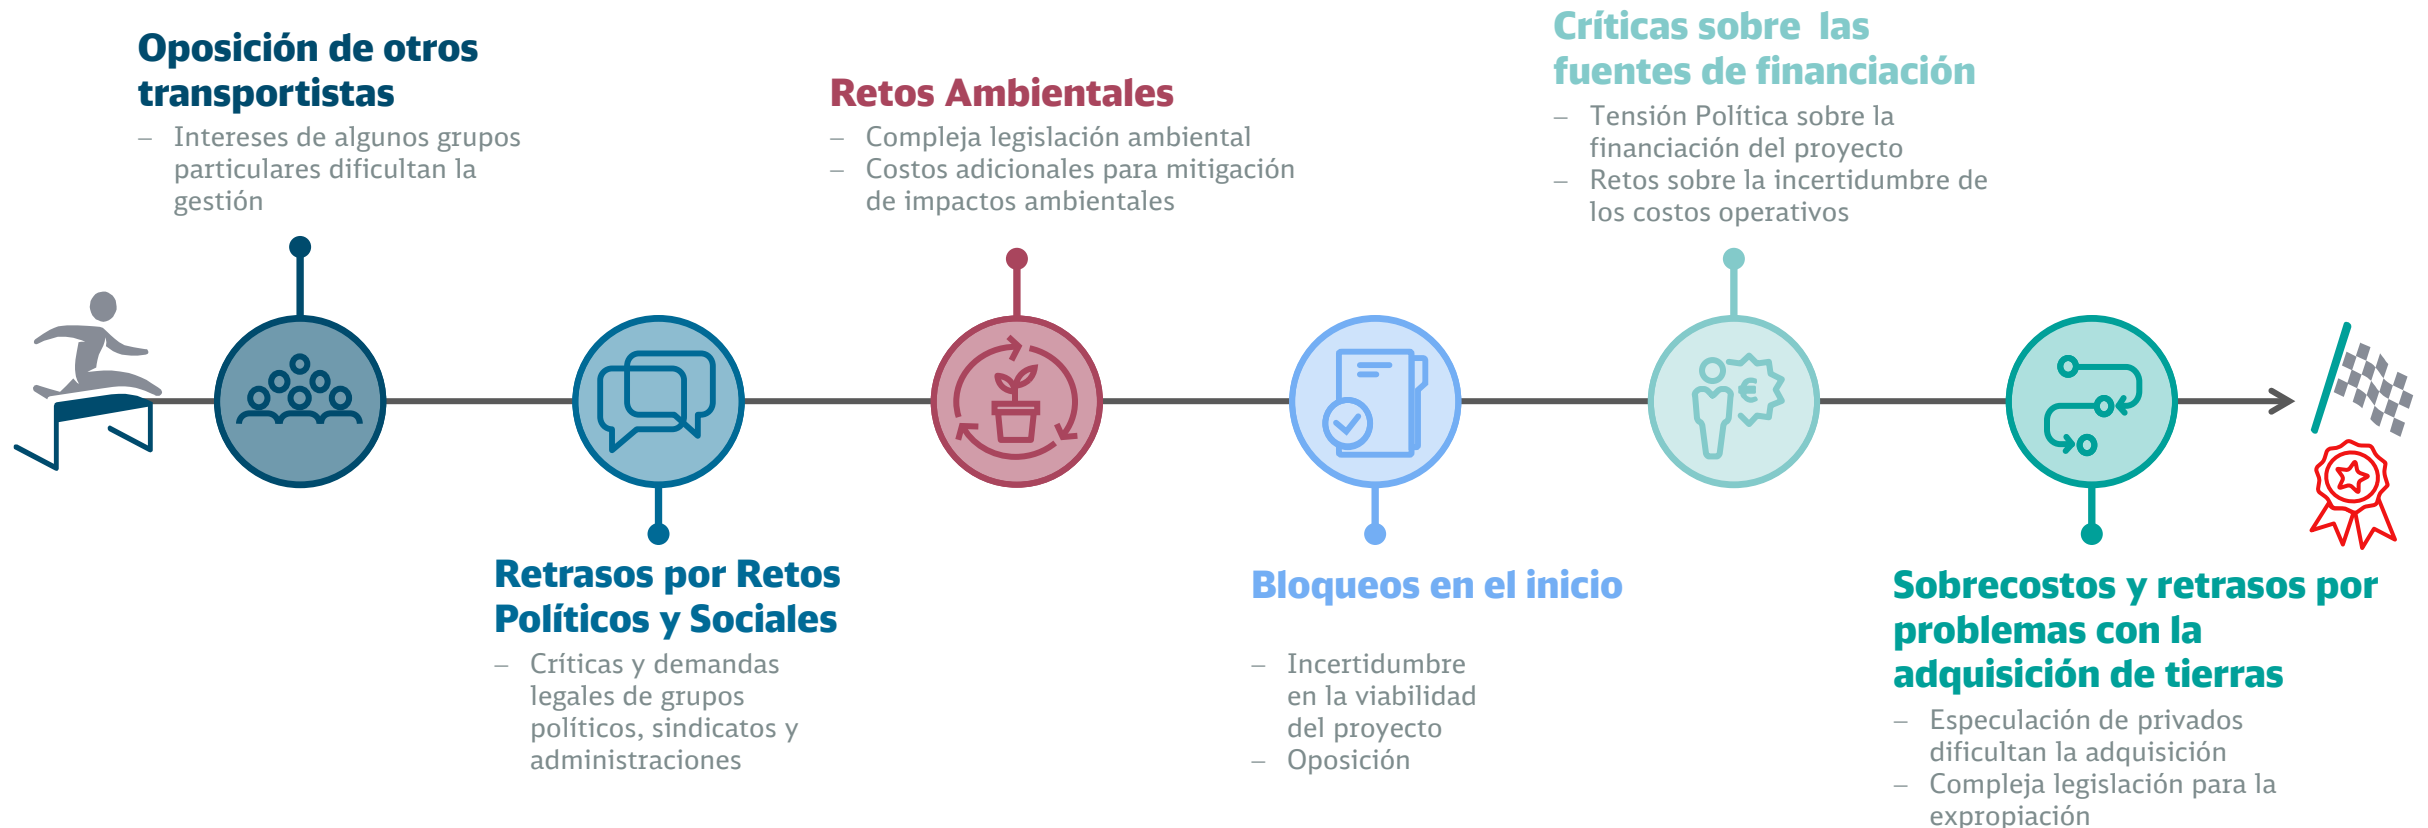 Oposición de otros
transportistas
– Intereses de algunos grupos
particulares dificultan la
gestión
Retrasos por Retos
Políticos y Sociales
– Críticas y demandas
legales de grupos
políticos, sindicatos y
administraciones
Retos Ambientales
– Compleja legislación ambiental
– Costos adicionales para mitigación
de impactos ambientales
Bloqueos en el inicio
– Incertidumbre
en la viabilidad
del proyecto
– Oposición
Críticas sobre las
fuentes de financiación
– Tensión Política sobre la
financiación del proyecto
– Retos sobre la incertidumbre de
los costos operativos
€
Sobrecostos y retrasos por
problemas con la
adquisición de tierras
– Especulación de privados
dificultan la adquisición
– Compleja legislación para la
expropiación